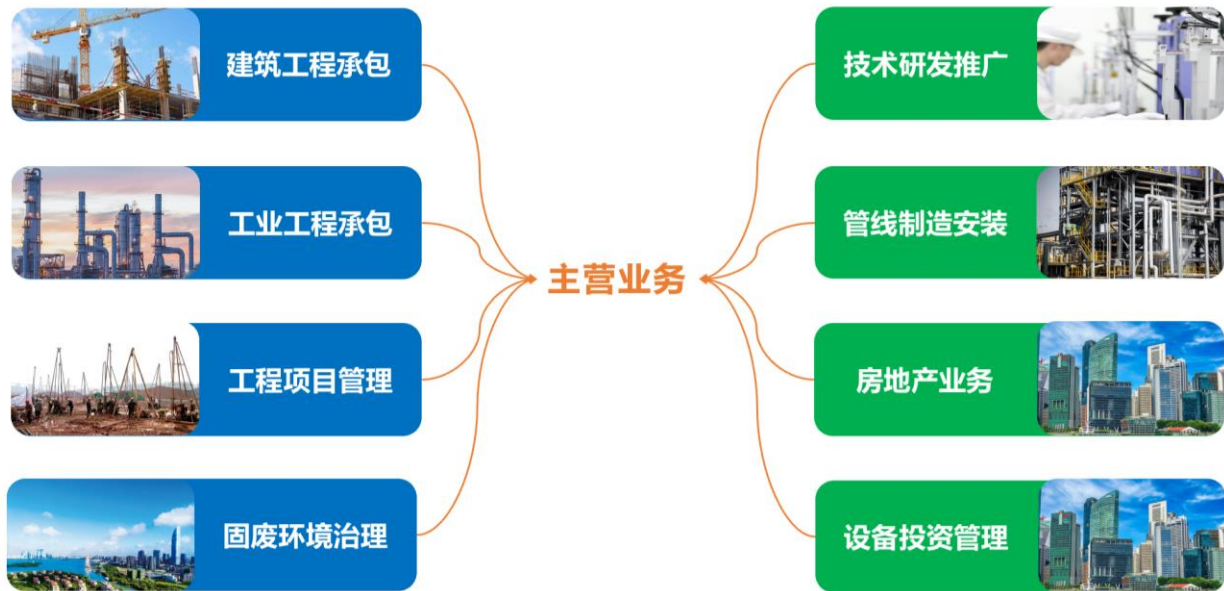 建筑工程承包
工业工程承包
工程项目管理
固废环境治理
主营业务
技术研发推广
管线制造安装
房地产业务
设备投资管理